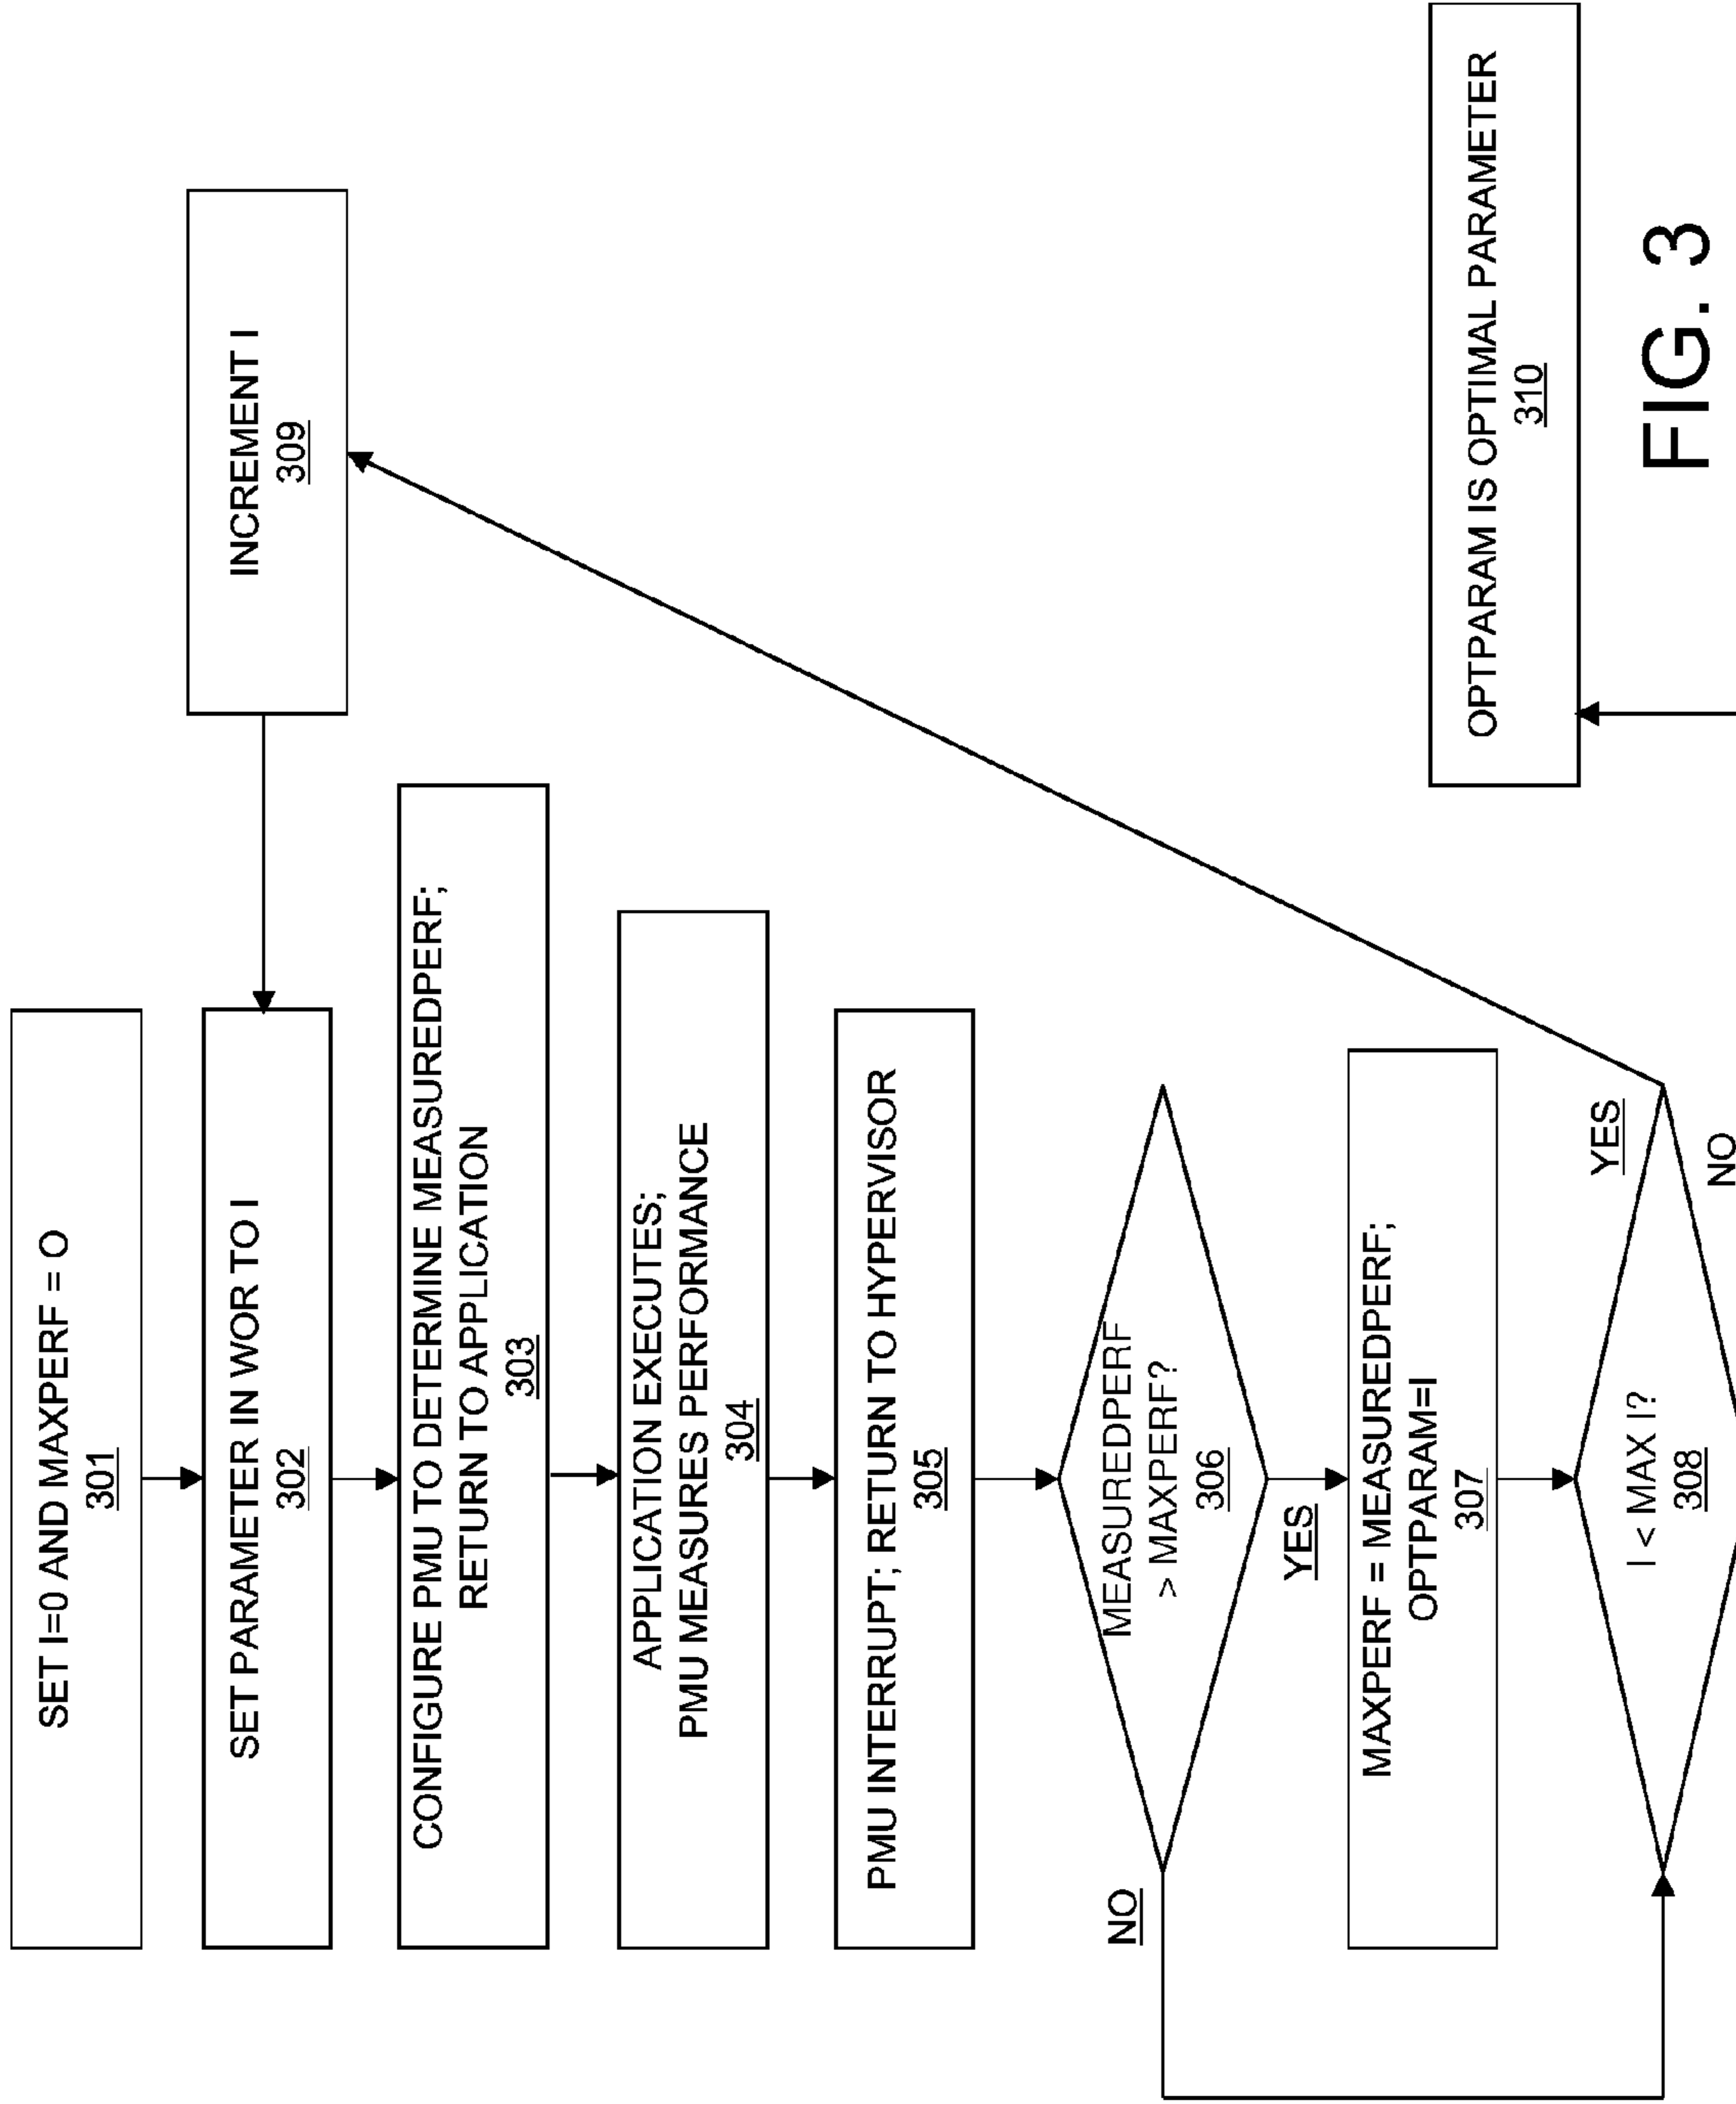 SET I=0 AND MAXPERF = O
301
SET PARAMETER IN WOR TO I
302
CONFIGURE PMU TO DETERMINE MEASUREDPERF;
RETURN TO APPLICATION
303
APPLICATION EXECUTES;
PMU MEASURES PERFORMANCE
304
PMU INTERRUPT; RETURN TO HYPERVISOR
305
MEASUREDPERF
> MAXPERF?
306
NO
YES
MAXPERF = MEASUREDPERF;
OPTPARAM=I
307
I < MAX I?
308
YES
NO
INCREMENT I
309
OPTPARAM IS OPTIMAL PARAMETER
310
FIG. 3